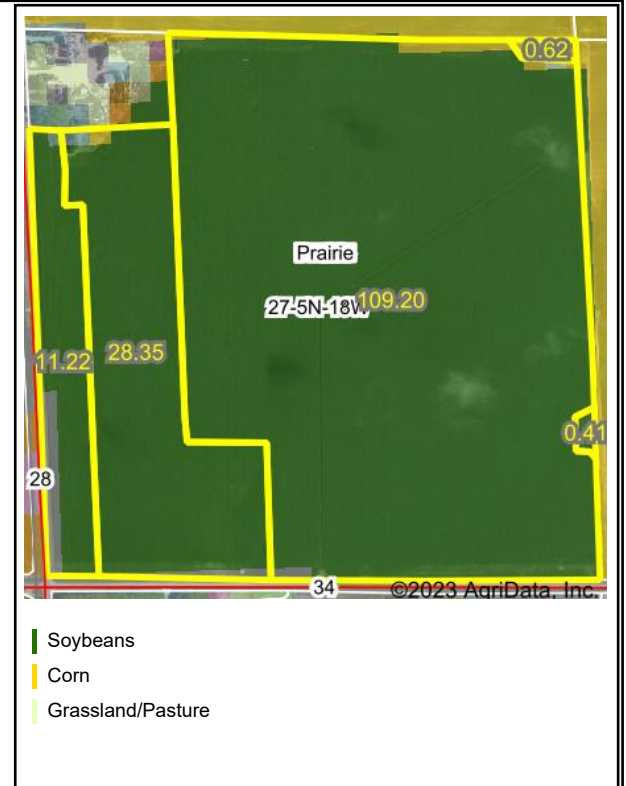 0.62
Prairie
27-5N-18W
109.20
11.22
28.35
0.41
28
34
©2023 AgriData, Inc.
Soybeans
Corn
Grassland/Pasture